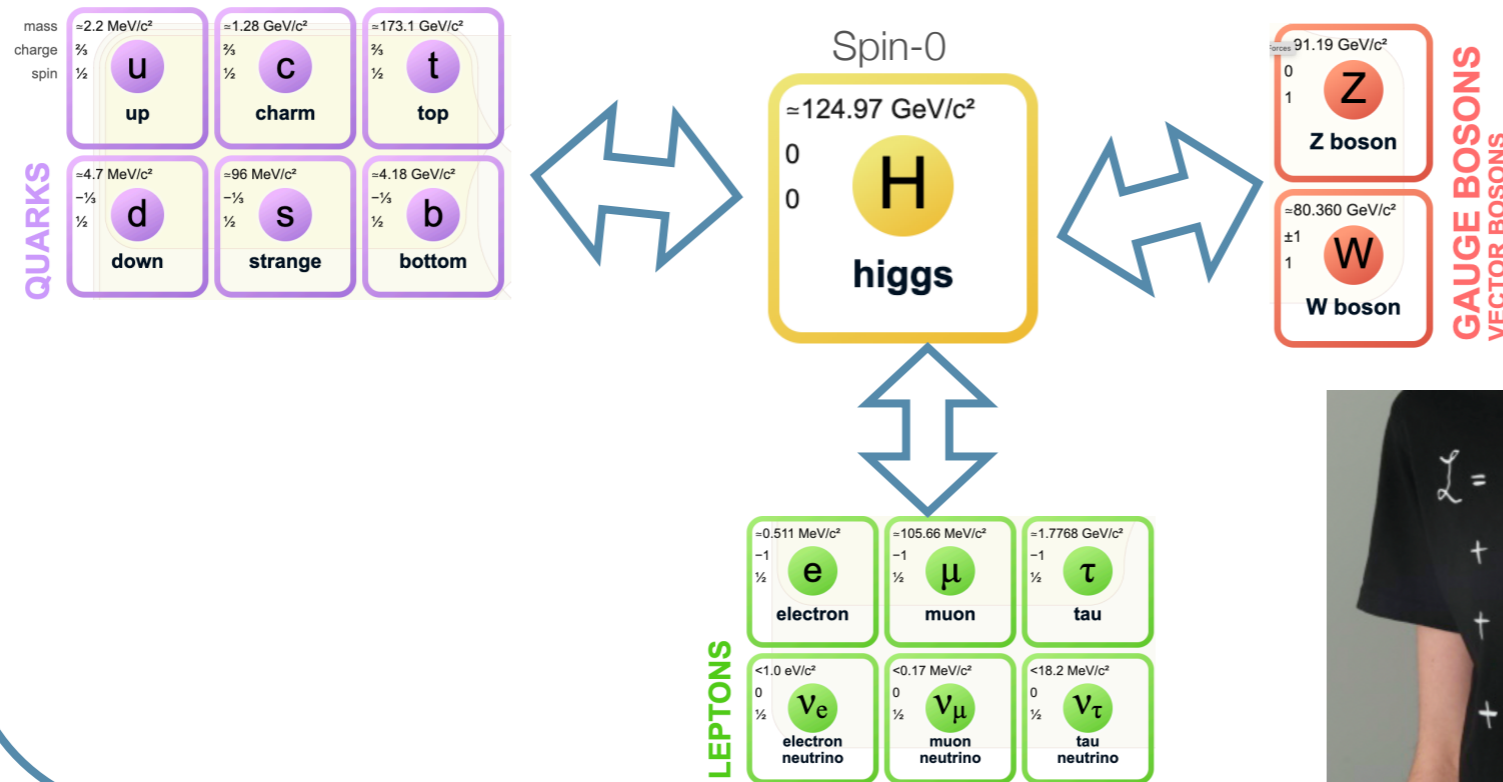 mass
charge
spin
≃2.2 MeV/c²
⅔
½
u
up
≃1.28 GeV/c²
⅔
½
c
charm
≃173.1 GeV/c²
⅔
½
t
top
QUARKS
≃4.7 MeV/c²
−⅓
½
d
down
≃96 MeV/c²
−⅓
½
s
strange
≃4.18 GeV/c²
−⅓
½
b
bottom
Spin-0
≃124.97 GeV/c²
0
0
H
higgs
Forces
91.19 GeV/c²
0
1
Z
Z boson
≃80.360 GeV/c²
±1
1
W
W boson
GAUGE BOSONS
VECTOR BOSONS
LEPTONS
≃0.511 MeV/c²
−1
½
e
electron
≃105.66 MeV/c²
−1
½
μ
muon
≃1.7768 GeV/c²
−1
½
τ
tau
<1.0 eV/c²
0
½
νe
electron
neutrino
<0.17 MeV/c²
0
½
νμ
muon
neutrino
<18.2 MeV/c²
0
½
ντ
tau
neutrino
ℒ =
+
+
+